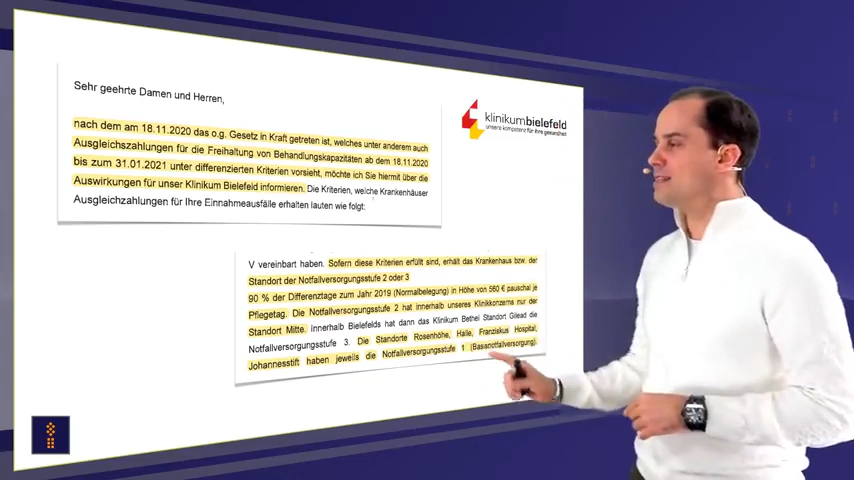 Sehr geehrte Damen und Herren,
nach dem am 18.11.2020 das o.g. Gesetz in Kraft getreten ist, welches unter anderem auch
Ausgleichszahlungen für die Freihaltung von Behandlungskapazitäten ab dem 18.11.2020
bis zum 31.01.2021 unter differenzierten Kriterien vorsieht, möchte ich Sie hiermit über die
Auswirkungen für unser Klinikum Bielefeld informieren. Die Kriterien, welche Krankenhäuser
Ausgleichzahlungen für Ihre Einnahmeausfälle erhalten lauten wie folgt:
klinikumbielefeld
unsere kompetenz für ihre gesundheit
V vereinbart haben. Sofern diese Kriterien erfüllt sind, erhält das Krankenhaus bzw. der
Standort der Notfallversorgungsstufe 2 oder 3
90 % der Differenztage zum Jahr 2019 (Normalbelegung) in Höhe von 560 € pauschal je
Pflegetag. Die Notfallversorgungsstufe 2 hat innerhalb unseres Klinikkonzerns nur der
Standort Mitte. Innerhalb Bielefelds hat dann das Klinikum Bethel Standort Gilead die
Notfallversorgungsstufe 3. Die Standorte Rosenhöhe, Halle, Franziskus Hospital,
Johannesstift haben jeweils die Notfallversorgungsstufe 1 (Basisnotfallversorgung).